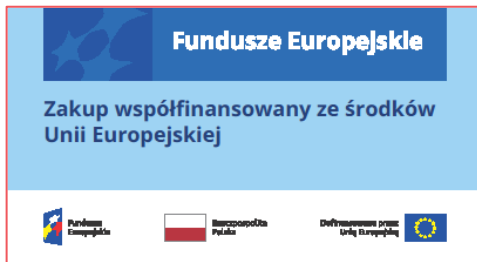 Fundusze Europejskie
Zakup współfinansowany ze środków
Unii Europejskiej
Fundusze
Europejskie
Rzeczpospolita
Polska
Dofinansowane przez
Unię Europejską